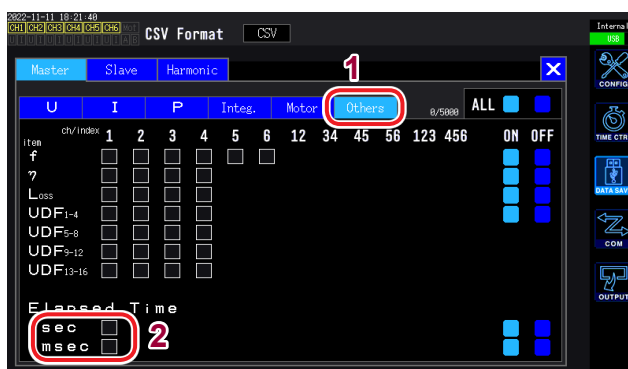 2022-11-11 18:21:40
CH1 CH2 CH3 CH4 CH5 CH6 Mot
U I U I U I U I U I U I A B
CSV Format CSV
Internal
USB
Master Slave Harmonic X
1
CONFIG
U I P Integ. Motor Others 0/5000 ALL
ch/index 1 2 3 4 5 6 12 34 45 56 123 456 ON OFF
item
f
TIME CTR
η
Loss
DATA SAV
UDF1-4
UDF5-8
COM
UDF9-12
UDF13-16
OUTPUT
Elapsed Time
sec
2
msec